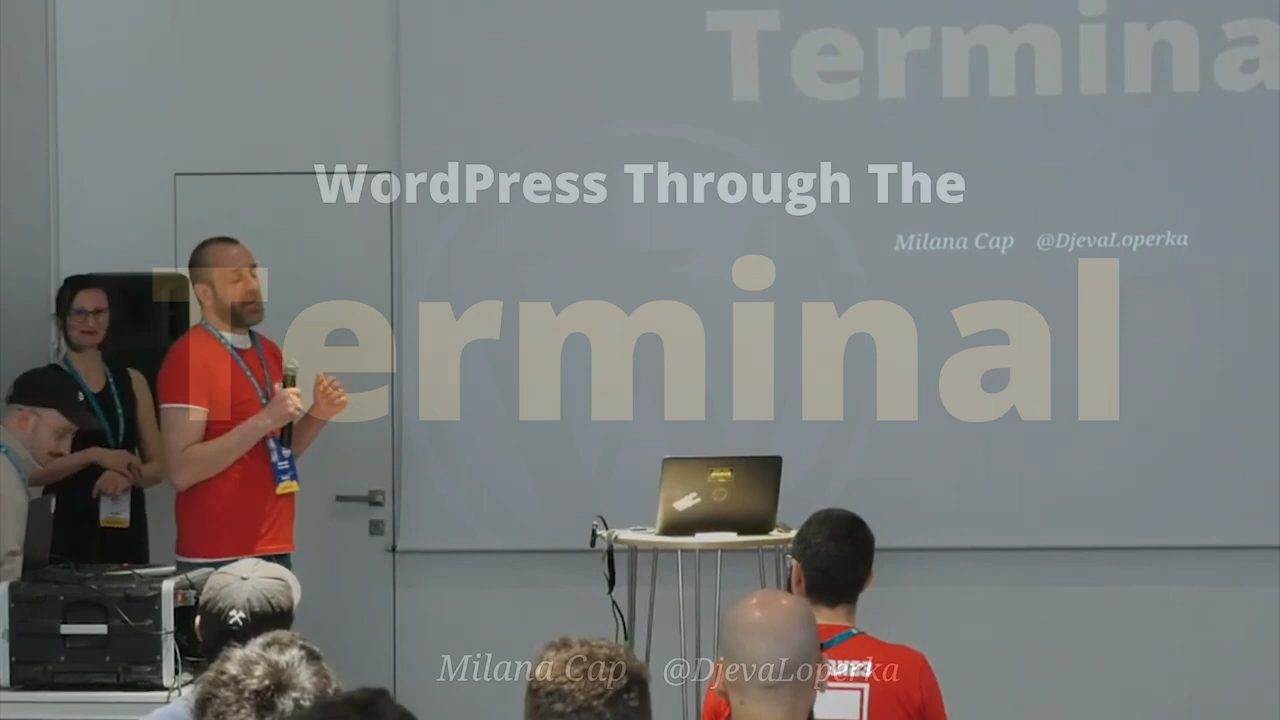 Termina
WordPress Through The
Milana Cap @DjevaLoperka
Terminal
Milana Cap @DjevaLoperka